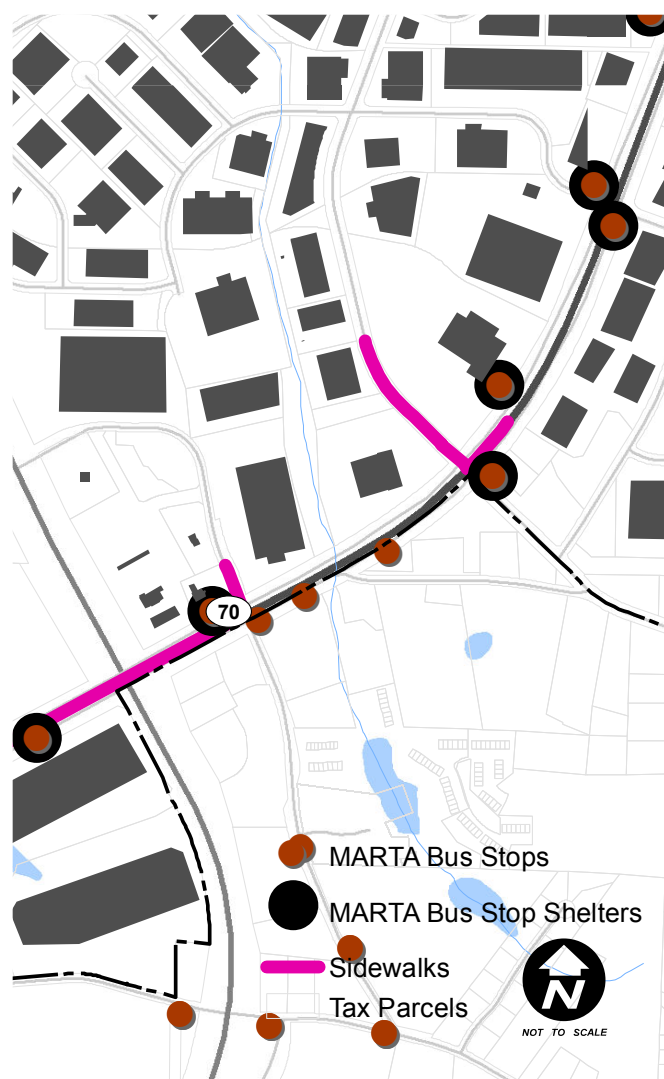 70
MARTA Bus Stops
MARTA Bus Stop Shelters
Sidewalks
Tax Parcels
N
NOT TO SCALE